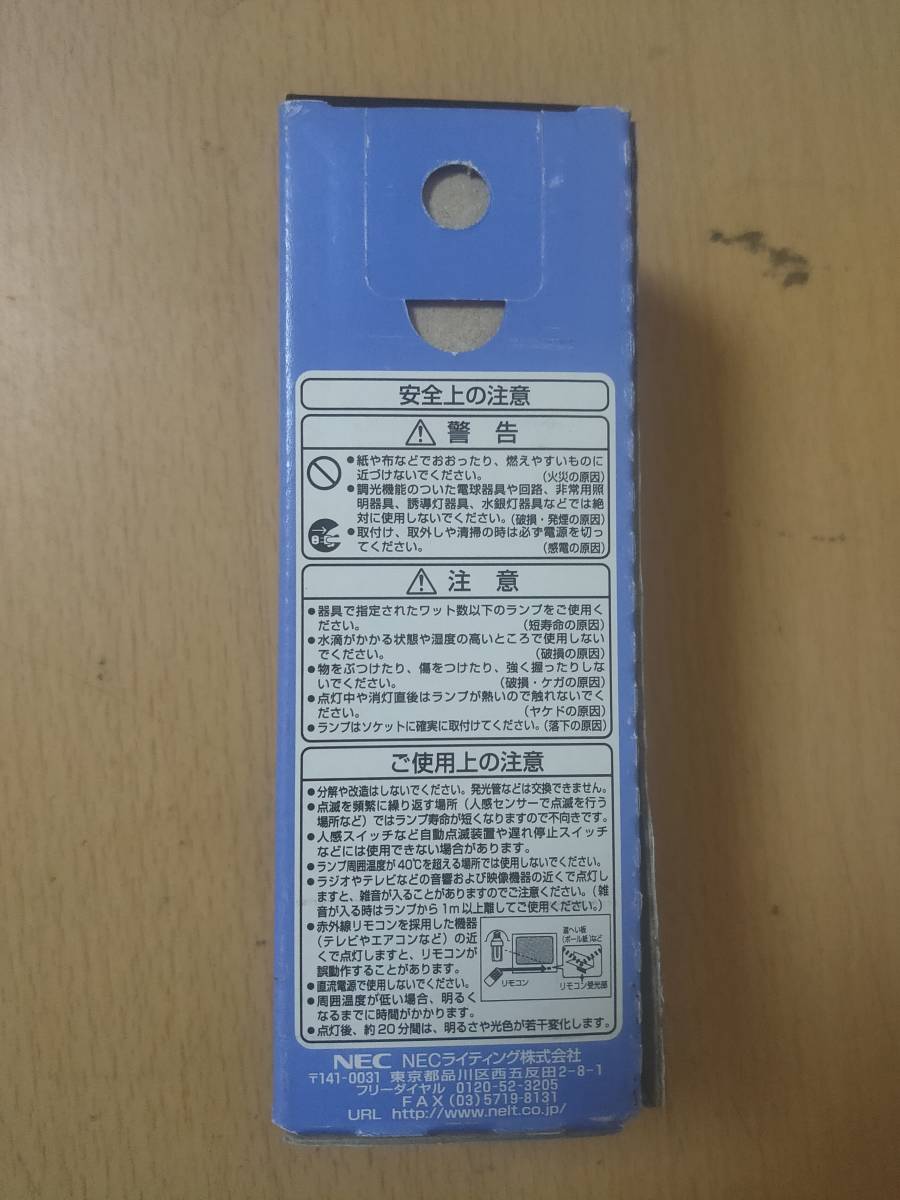 安全上の注意
警告
●紙や布などでおおったり、燃えやすいものに
近づけないでください。 (火災の原因)
●調光機能のついた電球器具や回路、非常用照
明器具、誘導灯器具、水銀灯器具などでは絶
対に使用しないでください。(破損・発煙の原因)
●取付け、取外しや清掃の時は必ず電源を切っ
てください。 (感電の原因)
注意
●器具で指定されたワット数以下のランプをご使用く
ださい。 (短寿命の原因)
●水滴がかかる状態や湿度の高いところで使用しない
でください。 (破損の原因)
●物をぶつけたり、傷をつけたり、強く握ったりしな
いでください。 (破損・ケガの原因)
●点灯中や消灯直後はランプが熱いので触れないでく
ださい。 (ヤケドの原因)
●ランプはソケットに確実に取付けてください。(落下の原因)
ご使用上の注意
●分解や改造はしないでください。発光管などは交換できません。
●点滅を頻繁に繰り返す場所（人感センサーで点滅を行う
場所など）ではランプ寿命が短くなりますので不向きです。
●人感スイッチなど自動点滅装置や遅れ停止スイッチ
などには使用できない場合があります。
●ランプ周囲温度が40℃を超える場所では使用しないでください。
●ラジオやテレビなどの音響および映像機器の近くで点灯し
ますと、雑音が入ることがありますのでご注意ください。（雑
音が入る時はランプから1m以上離してご使用ください。）
●赤外線リモコンを採用した機器
（テレビやエアコンなど）の近
くで点灯しますと、リモコンが
誤動作することがあります。
遮へい板
(ボール紙)など
リモコン
リモコン受光部
●直流電源で使用しないでください。
●周囲温度が低い場合、明るく
なるまでに時間がかかります。
●点灯後、約20分間は、明るさや光色が若干変化します。
NEC NECライティング株式会社
〒141-0031 東京都品川区西五反田2-8-1
フリーダイヤル 0120-52-3205
FAX (03)5719-8131
URL http://www.nelt.co.jp/